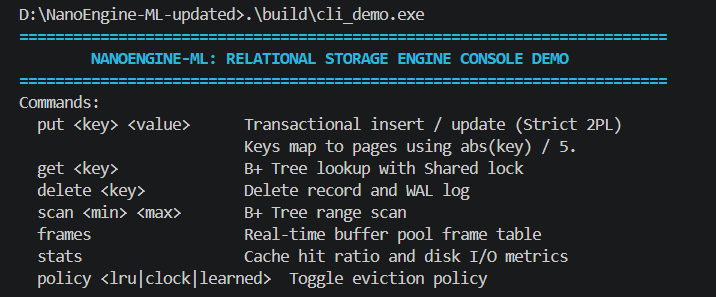 D:\NanoEngine-ML-updated>.\build\cli_demo.exe
======================================================================
NANOENGINE-ML: RELATIONAL STORAGE ENGINE CONSOLE DEMO
======================================================================
Commands:
put <key> <value> Transactional insert / update (Strict 2PL)
Keys map to pages using abs(key) / 5.
get <key> B+ Tree lookup with Shared lock
delete <key> Delete record and WAL log
scan <min> <max> B+ Tree range scan
frames Real-time buffer pool frame table
stats Cache hit ratio and disk I/O metrics
policy <lru|clock|learned> Toggle eviction policy